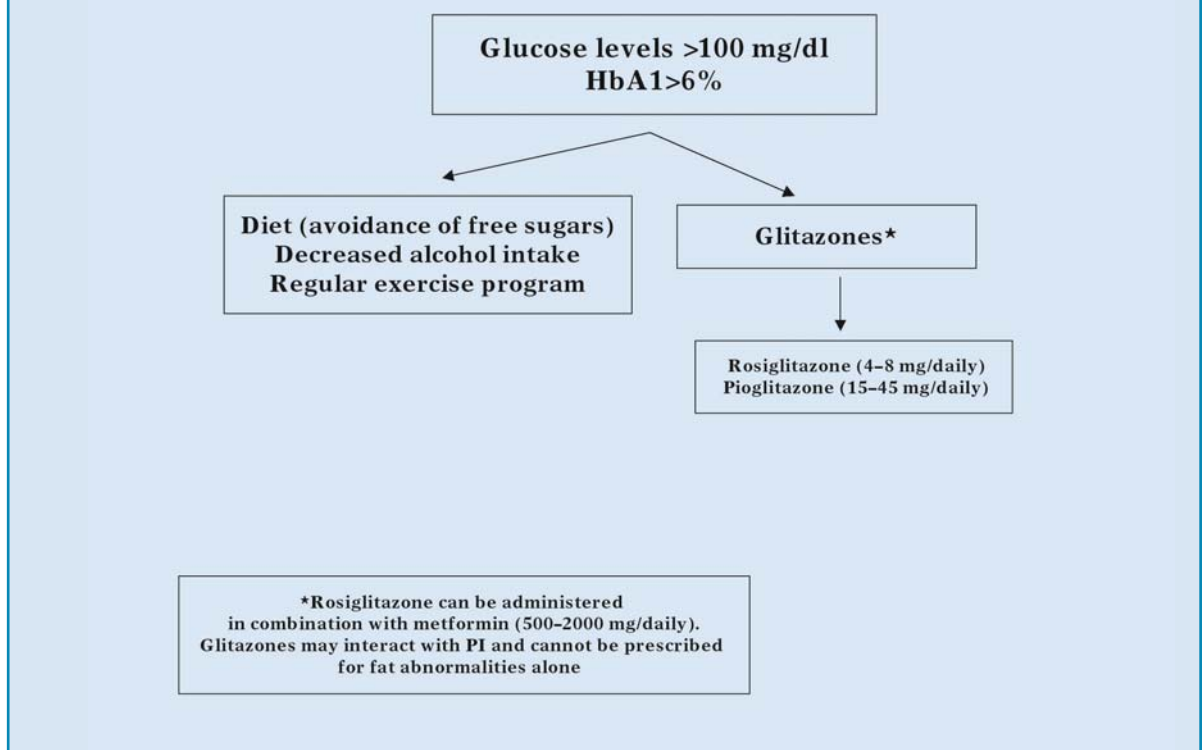 Glucose levels >100 mg/dl
HbA1>6%
Diet (avoidance of free sugars)
Decreased alcohol intake
Regular exercise program
Glitazones★
Rosiglitazone (4–8 mg/daily)
Pioglitazone (15–45 mg/daily)
★Rosiglitazone can be administered
in combination with metformin (500–2000 mg/daily).
Glitazones may interact with PI and cannot be prescribed
for fat abnormalities alone